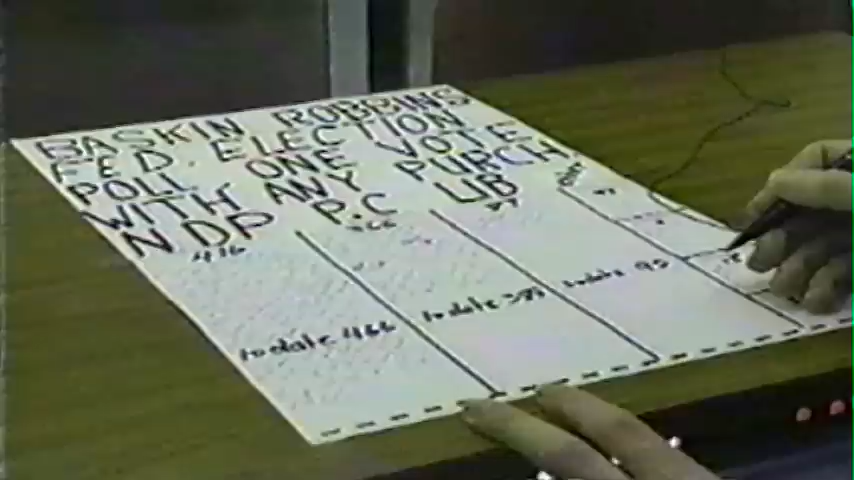 BASKIN ROBBINS
FED. ELECTION
POLL ONE VOTE
WITH ANY PURCH
NDP P.C LIB
416
to date 466 to date to date 95